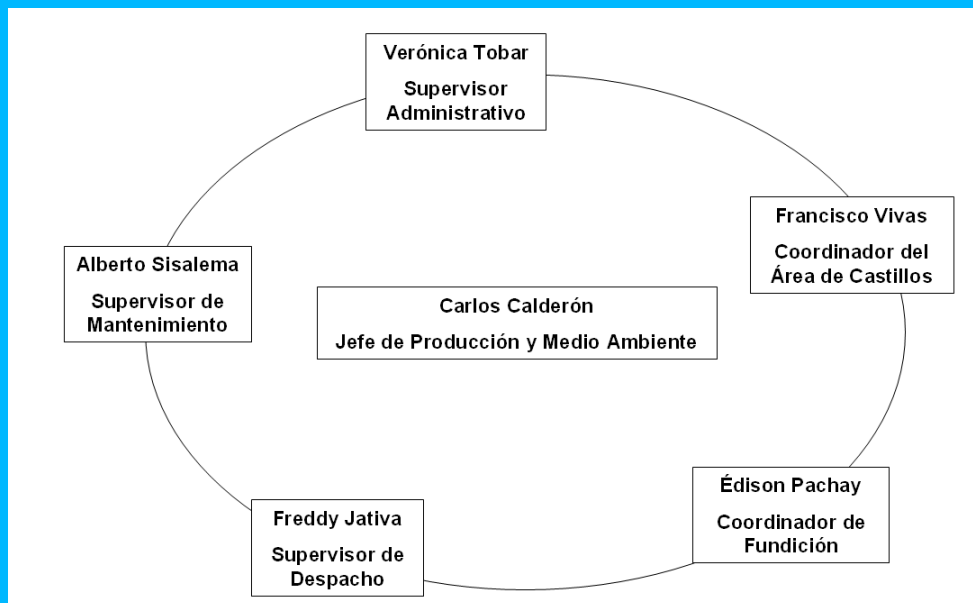 Verónica Tobar
Supervisor
Administrativo
Francisco Vivas
Coordinador del
Área de Castillos
Alberto Sisalema
Supervisor de
Mantenimiento
Carlos Calderón
Jefe de Producción y Medio Ambiente
Édison Pachay
Coordinador de
Fundición
Freddy Jativa
Supervisor de
Despacho